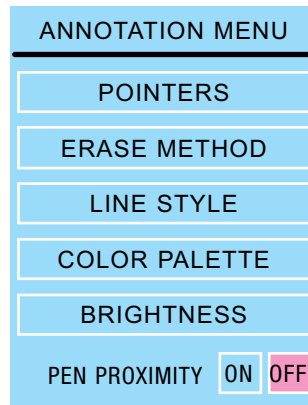 ANNOTATION MENU
POINTERS
ERASE METHOD
LINE STYLE
COLOR PALETTE
BRIGHTNESS
PEN PROXIMITY ON OFF